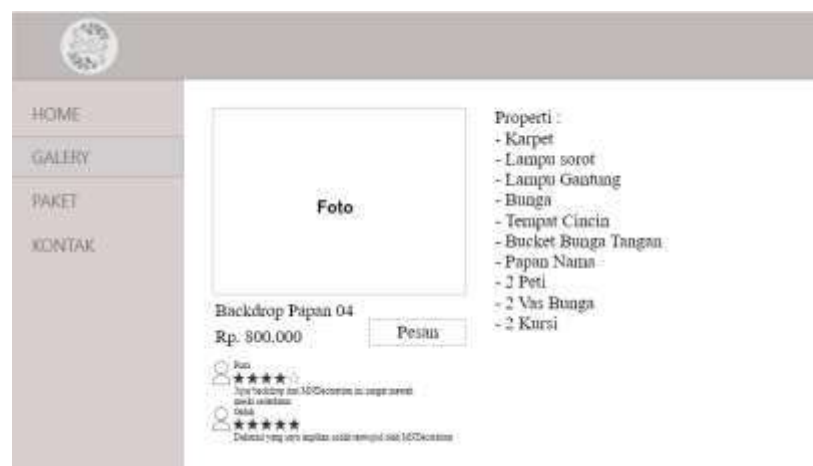 HOME
GALERY
PAKET
KONTAK
Foto
Backdrop Papan 04
Rp. 800.000
Pesan
Properti :
- Karpet
- Lampu sorot
- Lampu Gantung
- Bunga
- Tempat Cincin
- Bucket Bunga Tangan
- Papan Nama
- 2 Peti
- 2 Vas Bunga
- 2 Kursi